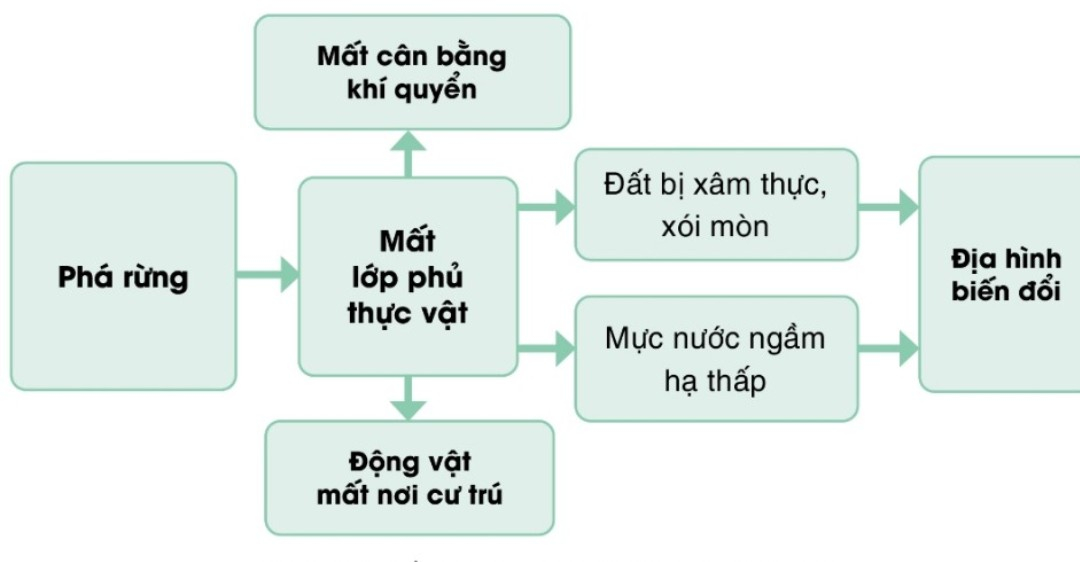 Mất cân bằng
khí quyển
Phá rừng
Mất
lớp phủ
thực vật
Đất bị xâm thực,
xói mòn
Mực nước ngầm
hạ thấp
Địa hình
biến đổi
Động vật
mất nơi cư trú